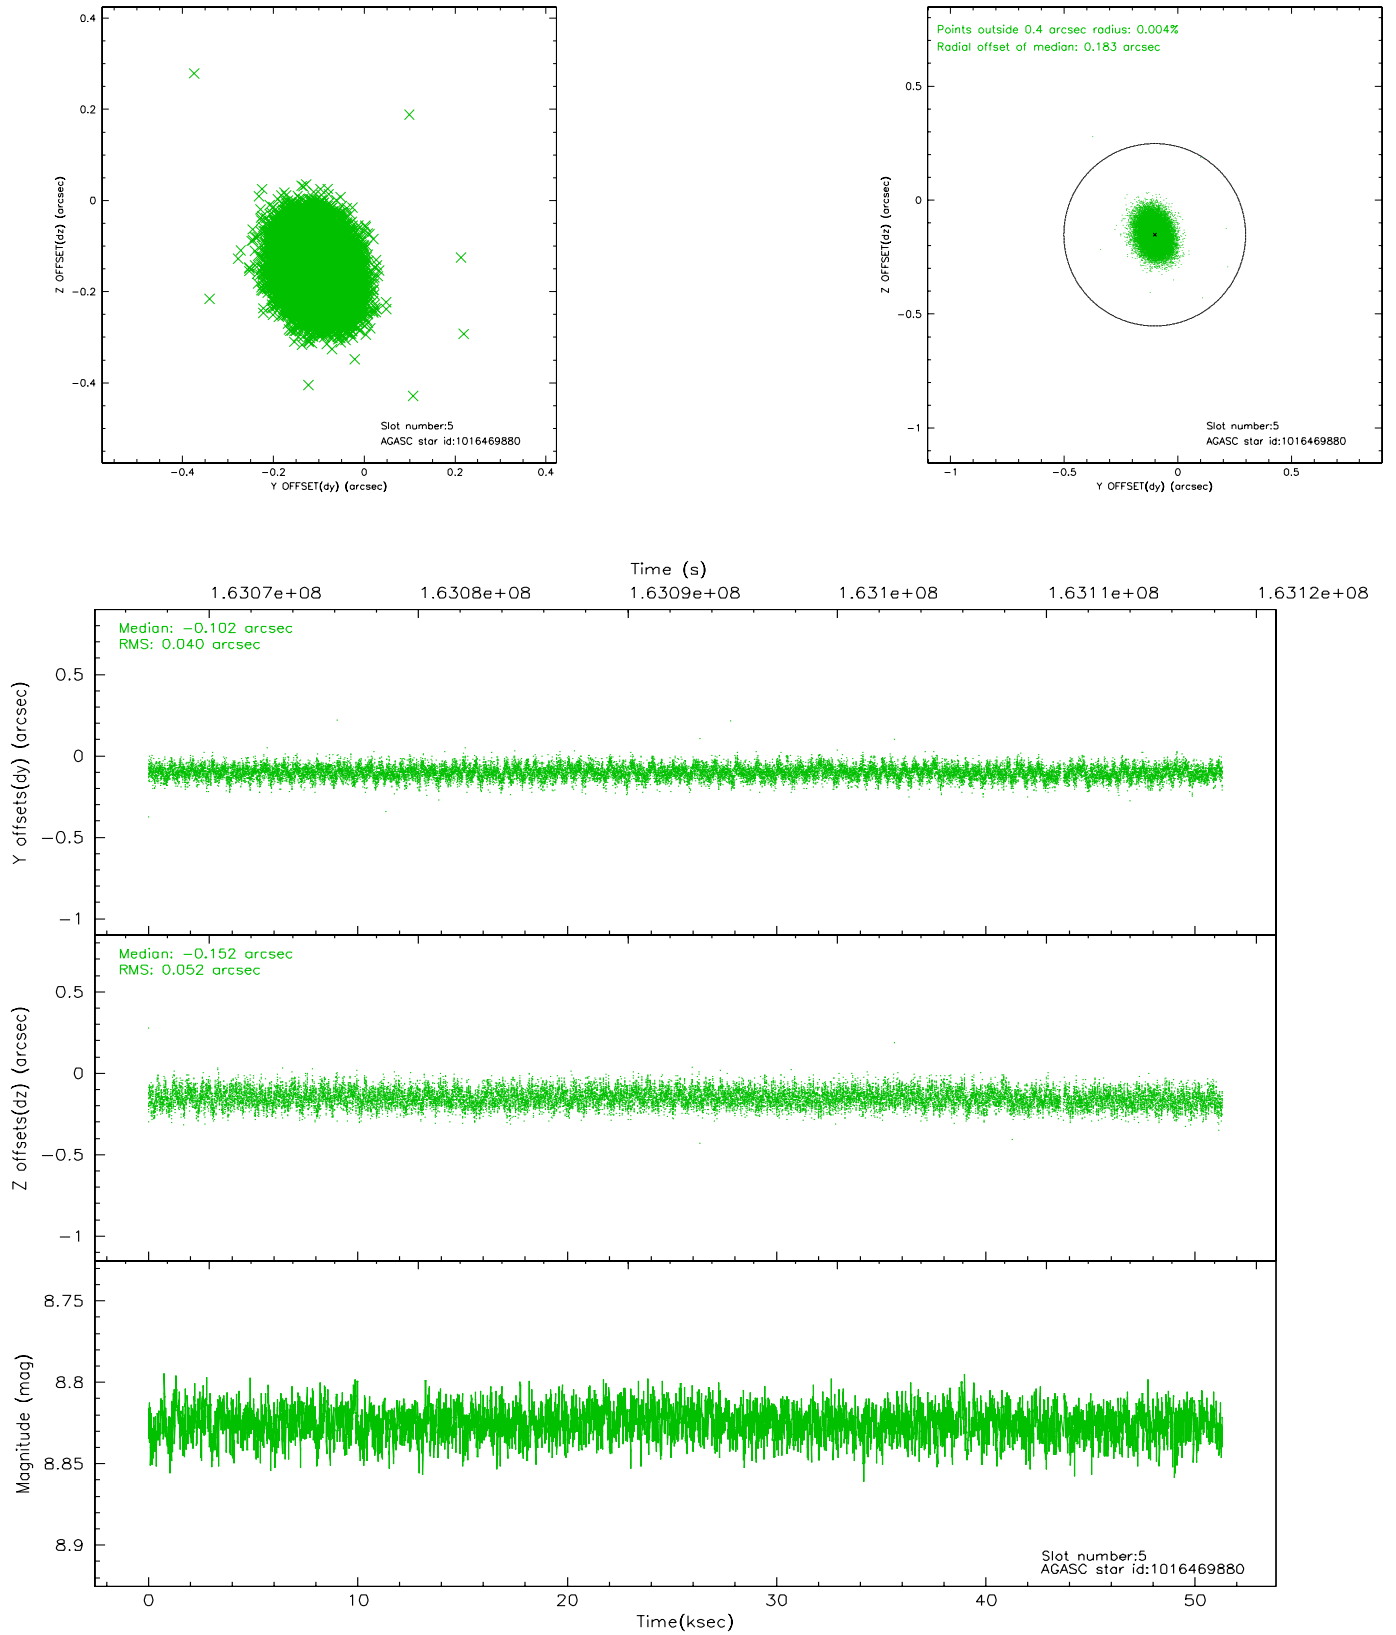 0.4
0.2
0
−0.2
−0.4
Z OFFSET(dz) (arcsec)
−0.4 −0.2 0 0.2 0.4
Y OFFSET(dy) (arcsec)
Slot number:5
AGASC star id:1016469880
Points outside 0.4 arcsec radius: 0.004%
Radial offset of median: 0.183 arcsec
0.5
0
−0.5
−1
Z OFFSET(dz) (arcsec)
−1 −0.5 0 0.5
Y OFFSET(dy) (arcsec)
Slot number:5
AGASC star id:1016469880
Time (s)
1.6307e+08 1.6308e+08 1.6309e+08 1.631e+08 1.6311e+08 1.6312e+08
Median: −0.102 arcsec
RMS: 0.040 arcsec
0.5
0
−0.5
−1
Y offsets(dy) (arcsec)
Median: −0.152 arcsec
RMS: 0.052 arcsec
0.5
0
−0.5
−1
Z offsets(dz) (arcsec)
8.75
8.8
8.85
8.9
Magnitude (mag)
Slot number:5
AGASC star id:1016469880
0 10 20 30 40 50
Time(ksec)